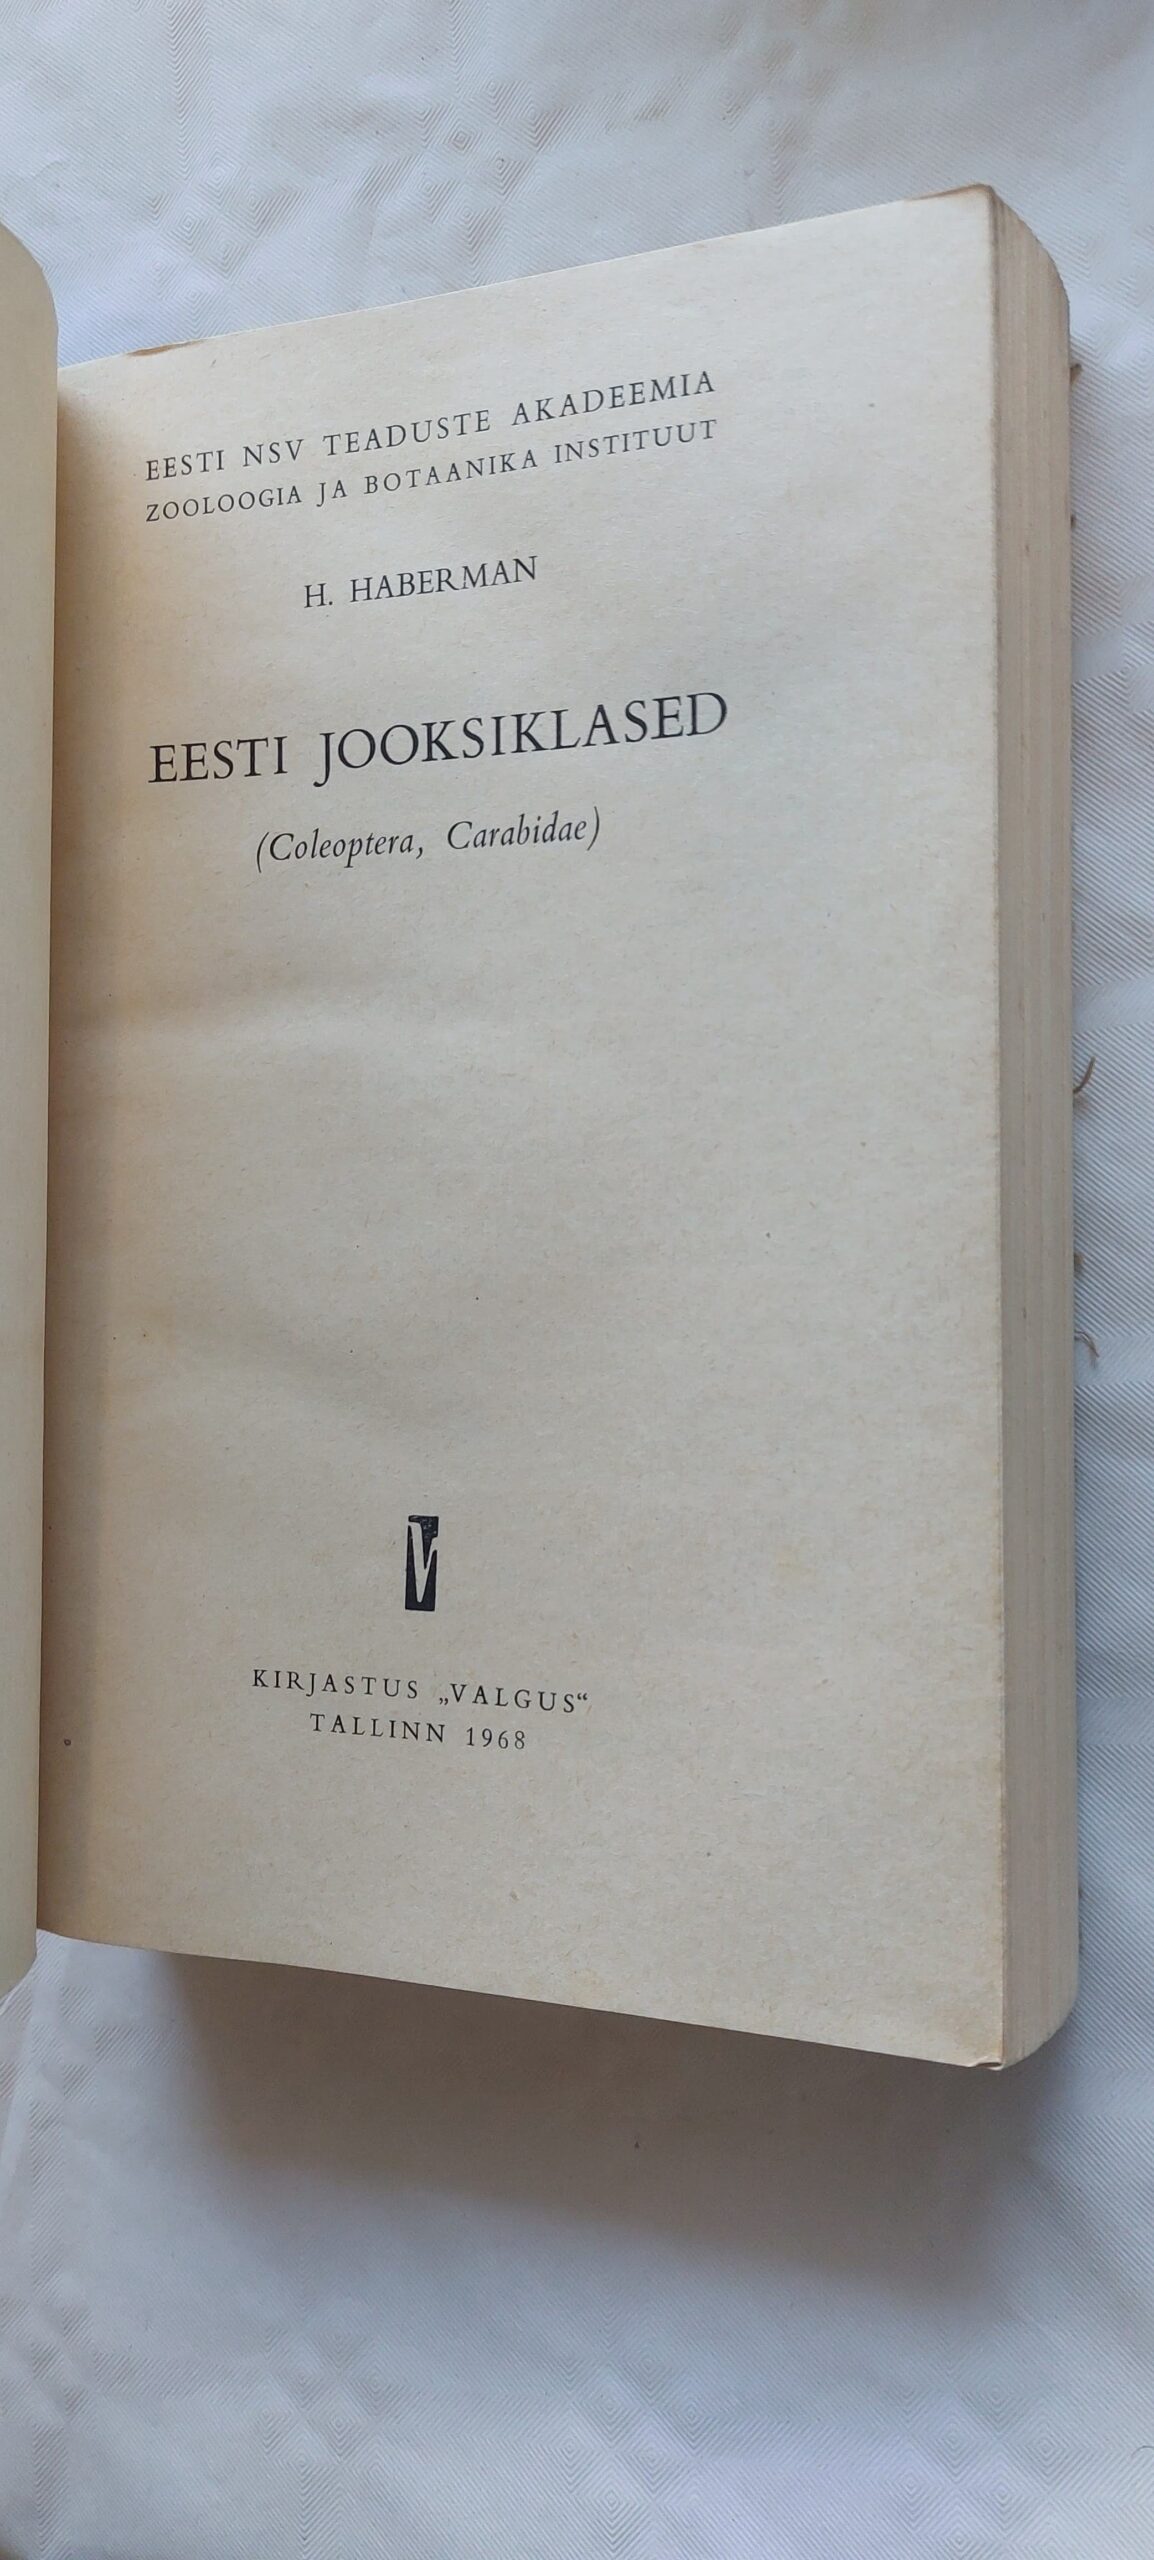 EESTI NSV TEADUSTE AKADEEMIA
ZOOLOOGIA JA BOTAANIKA INSTITUUT
H. HABERMAN
EESTI JOOKSIKLASED
(Coleoptera, Carabidae)
V
KIRJASTUS „VALGUS“
TALLINN 1968